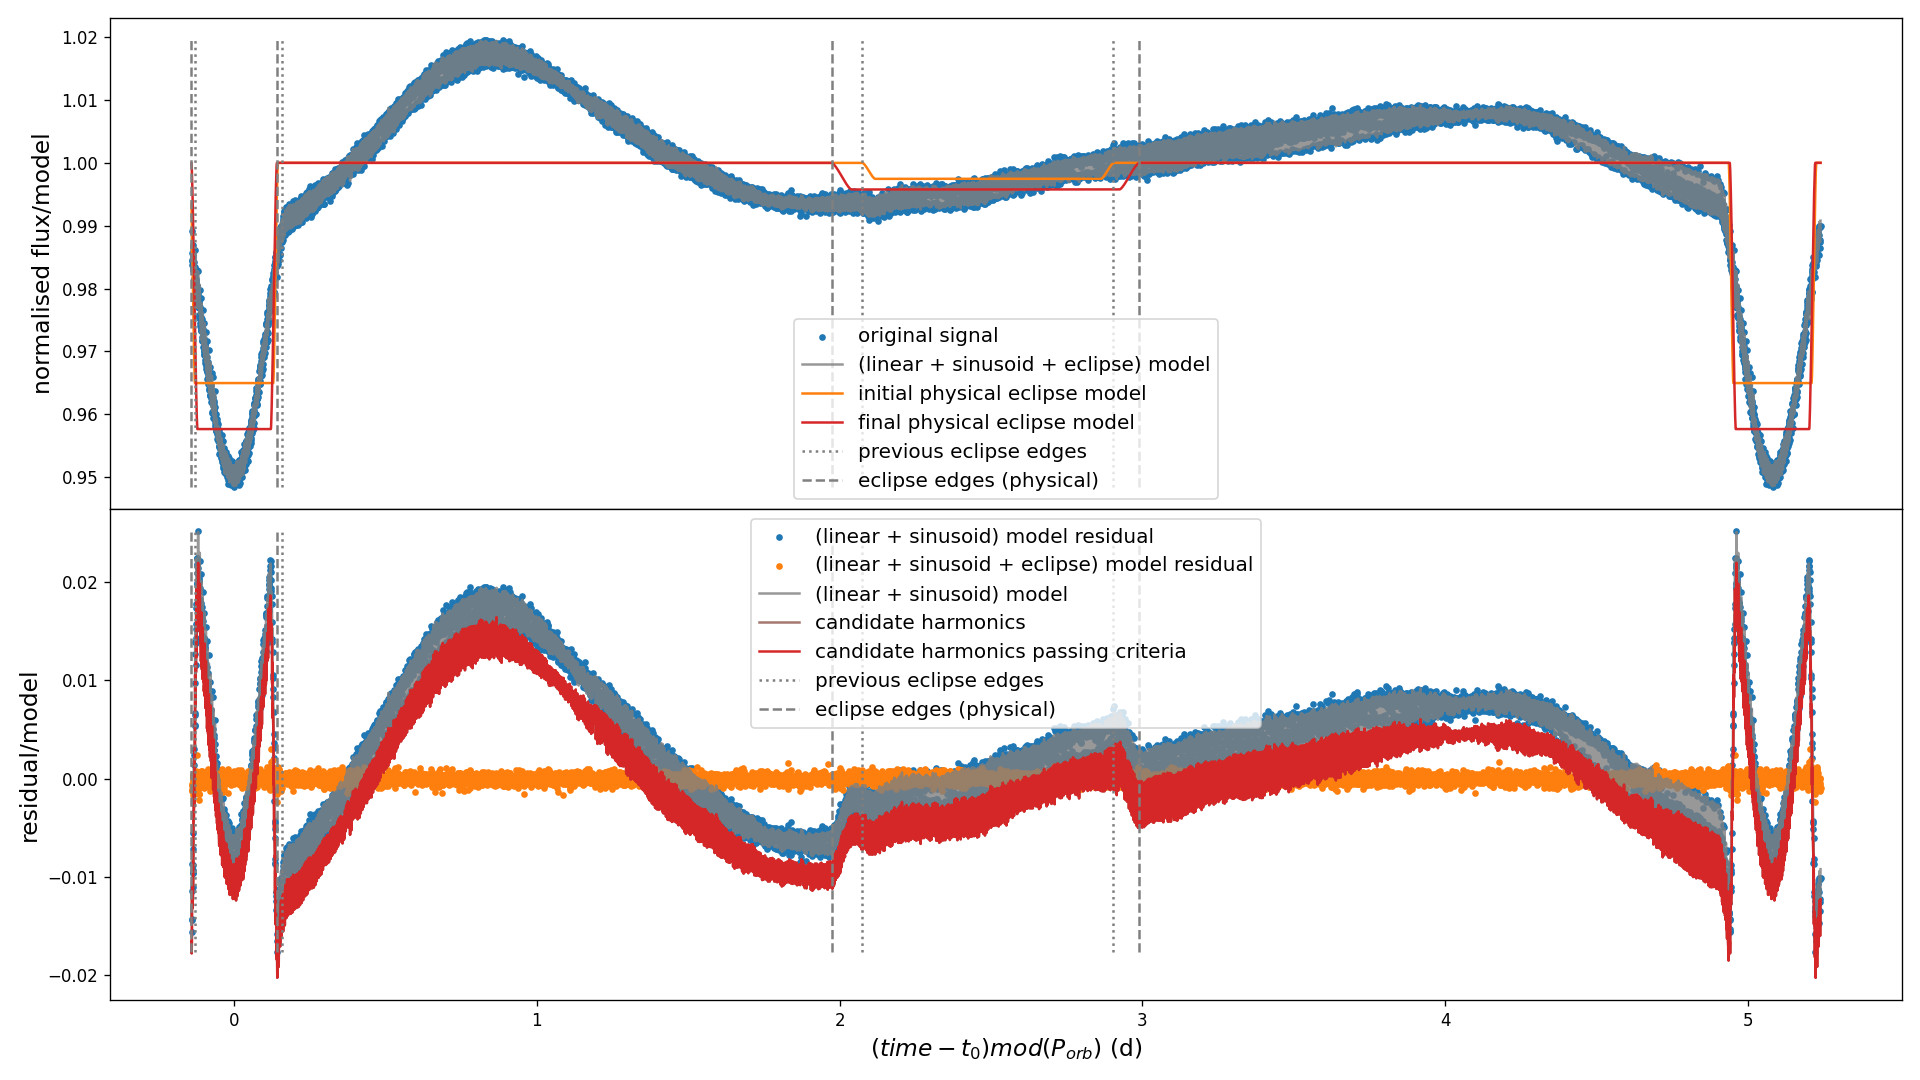 1.02
1.01
1.00
0.99
0.98
0.97
0.96
0.95
normalised flux/model
original signal
(linear + sinusoid + eclipse) model
initial physical eclipse model
final physical eclipse model
previous eclipse edges
eclipse edges (physical)
0.02
0.01
0.00
−0.01
−0.02
residual/model
(linear + sinusoid) model residual
(linear + sinusoid + eclipse) model residual
(linear + sinusoid) model
candidate harmonics
candidate harmonics passing criteria
previous eclipse edges
eclipse edges (physical)
0 1 2 3 4 5
(time − t₀)mod(Pₒᵣb) (d)